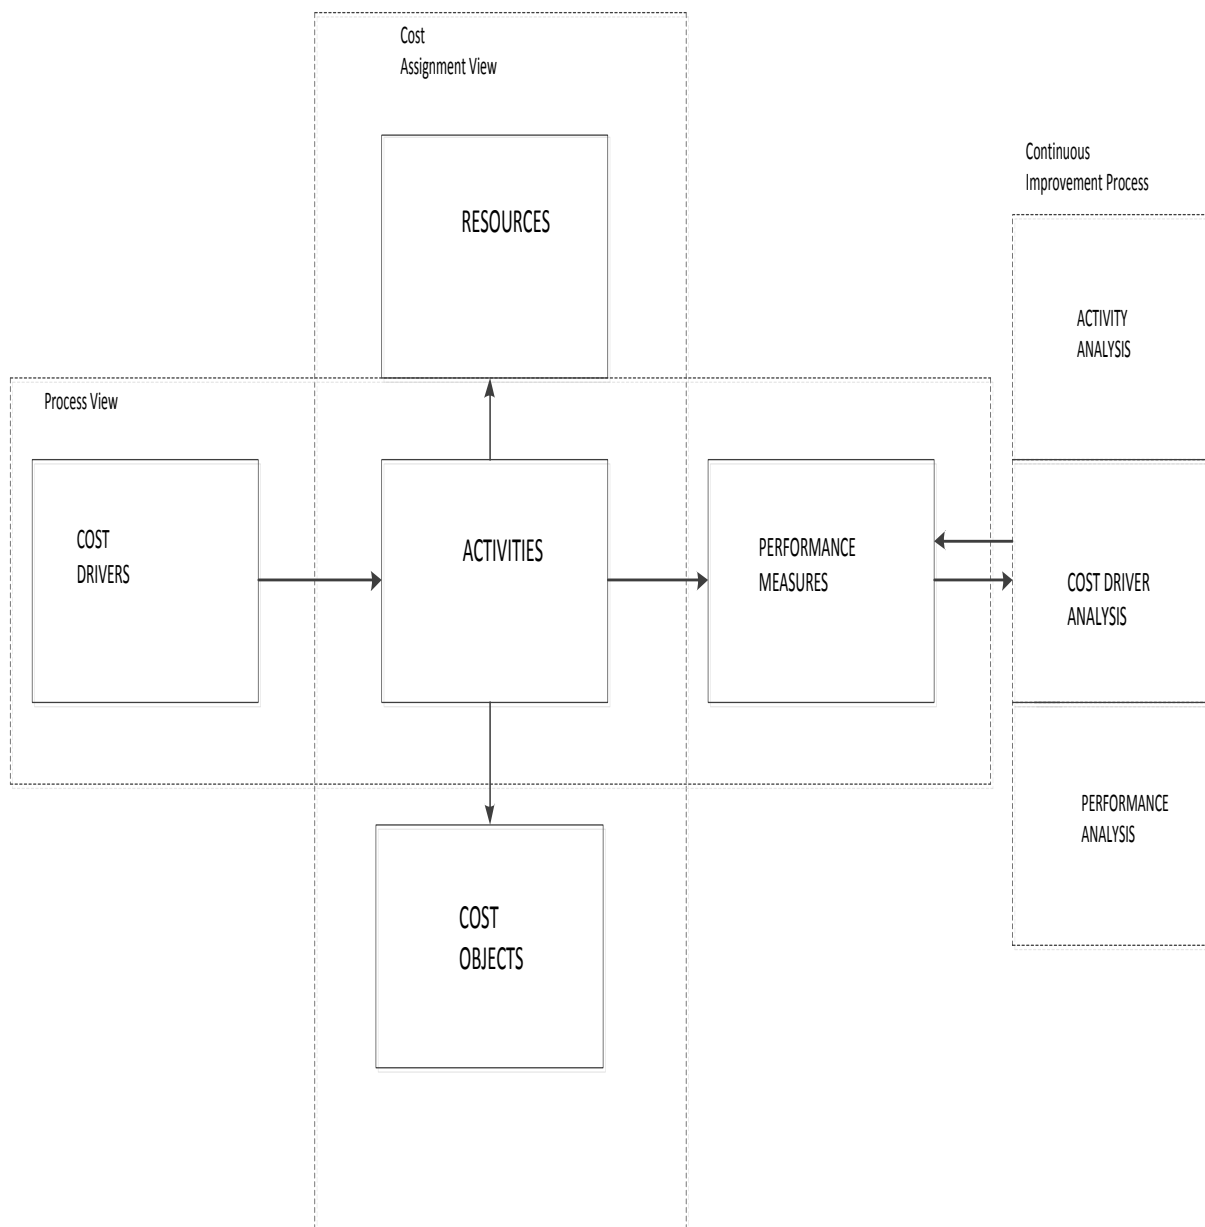 Cost
Assignment View
RESOURCES
Continuous
Improvement Process
ACTIVITY
ANALYSIS
Process View
COST
DRIVERS
ACTIVITIES
PERFORMANCE
MEASURES
COST DRIVER
ANALYSIS
PERFORMANCE
ANALYSIS
COST
OBJECTS